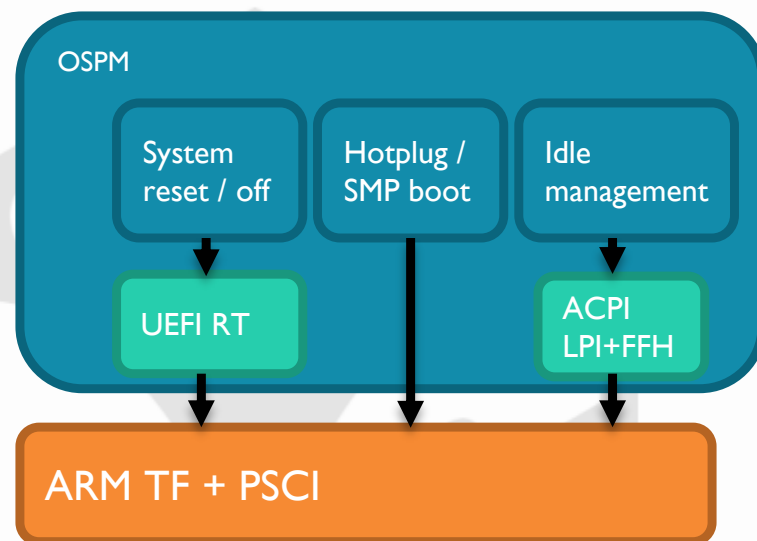 OSPM
System
reset / off
Hotplug /
SMP boot
Idle
management
UEFI RT
ACPI
LPI+FFH
ARM TF + PSCI